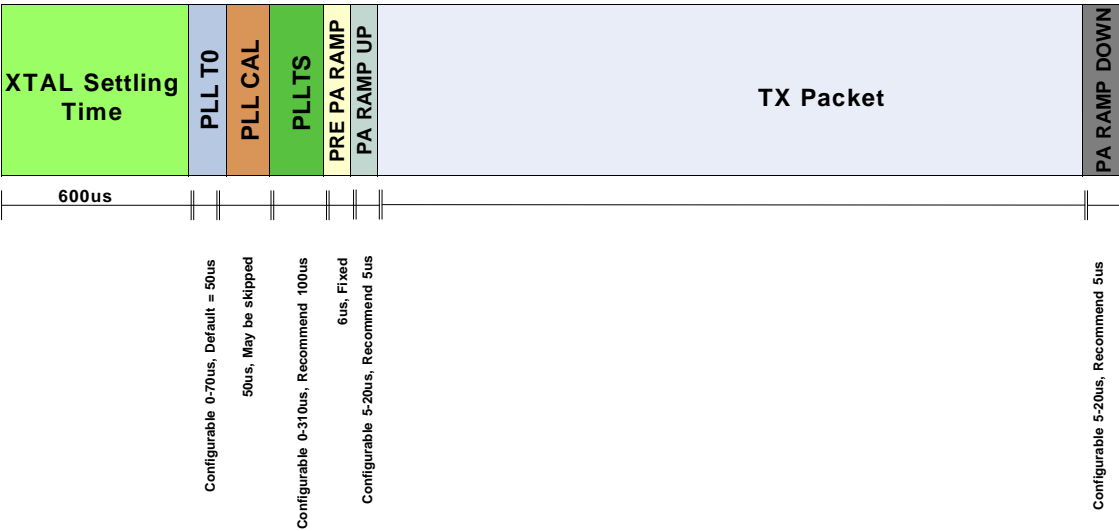 XTAL Settling
Time
PLL T0
PLL CAL
PLLTS
PRE PA RAMP
PA RAMP UP
TX Packet
PA RAMP DOWN
600us
Configurable 0-70us, Default = 50us
50us, May be skipped
Configurable 0-310us, Recommend 100us
6us, Fixed
Configurable 5-20us, Recommend 5us
Configurable 5-20us, Recommend 5us